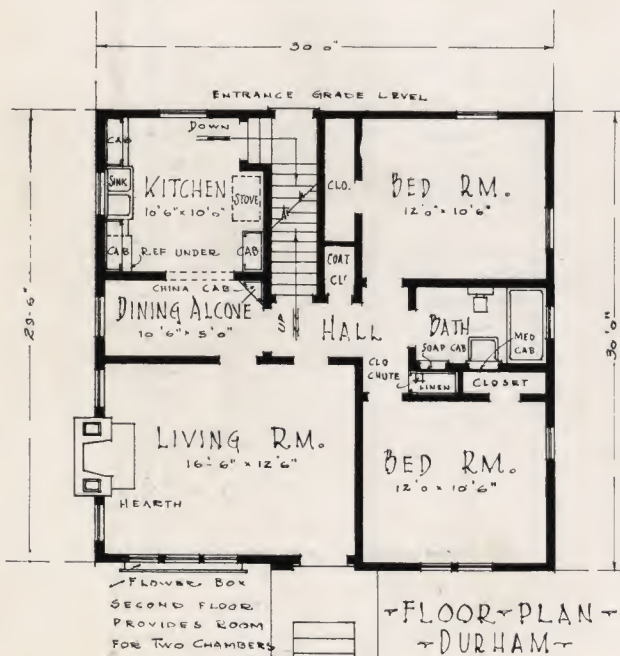 30'0"
ENTRANCE GRADE LEVEL
DOWN
CAB
SINK
KITCHEN
10'6" x 10'0"
STOVE
CAB
REF UNDER
CAB
CLO.
BED RM.
12'0" x 10'6"
COAT
CL'
CHINA CAB
DINING ALCOVE
10'6" x 5'0"
UP
HALL
BATH
SOAP CAB
MED
CAB
CLO
CHUTE
LINEN
CLOSET
29'-6"
30'0"
LIVING RM.
16'-6" x 12'6"
HEARTH
BED RM.
12'0 x 10'6"
FLOWER BOX
SECOND FLOOR
PROVIDES ROOM
FOR TWO CHAMBERS
FLOOR PLAN
DURHAM